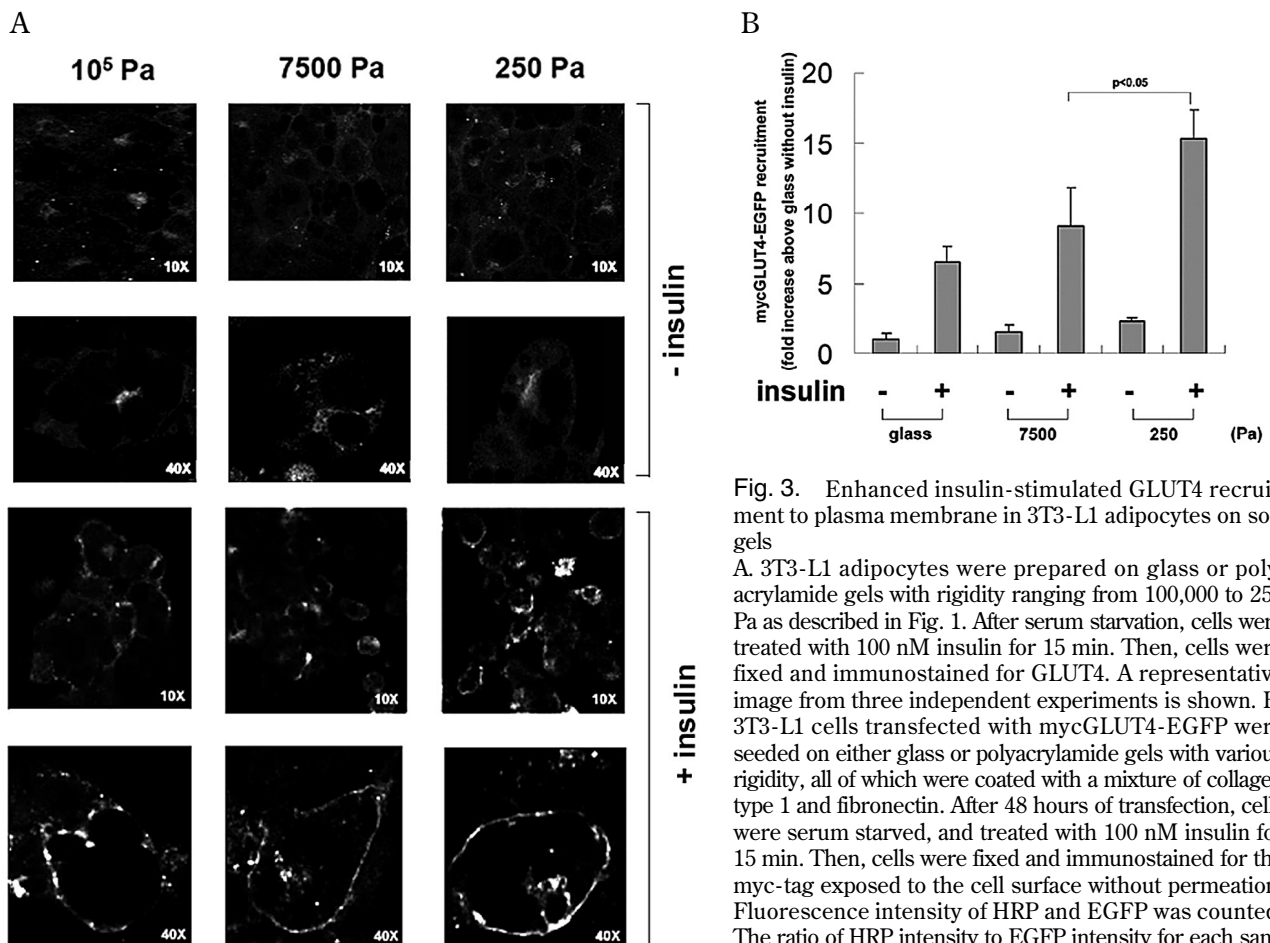 A
10⁵ Pa 7500 Pa 250 Pa
10X 10X 10X
40X 40X 40X
- insulin
10X 10X 10X
40X 40X 40X
+ insulin
B
mycGLUT4-EGFP recruitment
(fold increase above glass without insulin)
20
15
10
5
0
p<0.05
insulin - + - + - +
glass 7500 250 (Pa)
Fig. 3. Enhanced insulin-stimulated GLUT4 recrui
ment to plasma membrane in 3T3-L1 adipocytes on so
gels
A. 3T3-L1 adipocytes were prepared on glass or poly
acrylamide gels with rigidity ranging from 100,000 to 25
Pa as described in Fig. 1. After serum starvation, cells wer
treated with 100 nM insulin for 15 min. Then, cells wer
fixed and immunostained for GLUT4. A representativ
image from three independent experiments is shown. B
3T3-L1 cells transfected with mycGLUT4-EGFP wer
seeded on either glass or polyacrylamide gels with variou
rigidity, all of which were coated with a mixture of collage
type 1 and fibronectin. After 48 hours of transfection, cell
were serum starved, and treated with 100 nM insulin fo
15 min. Then, cells were fixed and immunostained for th
myc-tag exposed to the cell surface without permeation
Fluorescence intensity of HRP and EGFP was counted
The ratio of HRP intensity to EGFP intensity for each sam